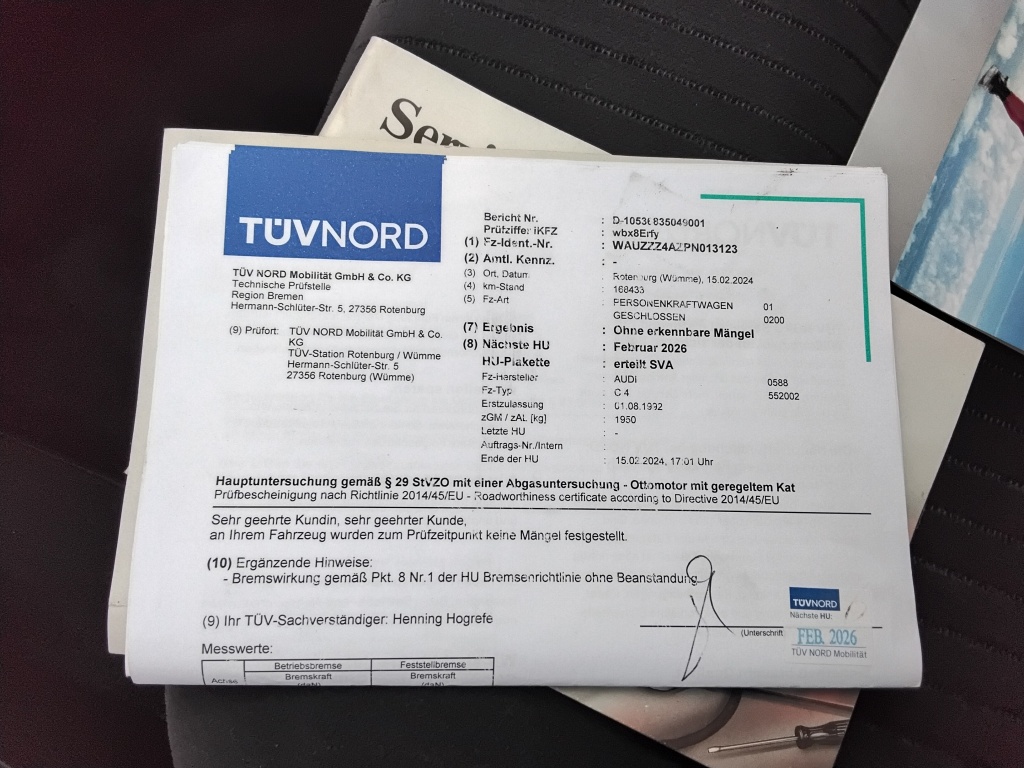 Serv
TÜVNORD
TÜV NORD Mobilität GmbH & Co. KG
Technische Prüfstelle
Region Bremen
Hermann-Schlüter-Str. 5, 27356 Rotenburg
(9) Prüfort: TÜV NORD Mobilität GmbH & Co.
KG
TÜV-Station Rotenburg / Wümme
Hermann-Schlüter-Str. 5
27356 Rotenburg (Wümme)
Bericht Nr. :
Prüfziffer iKFZ : wbx8Erfy
(1) Fz-Ident.-Nr. : WAUZZZ4AZPN013123
(2) Amtl. Kennz. : -
(3) Ort, Datum : Rotenburg (Wümme), 15.02.2024
(4) km-Stand : 168433
(5) Fz-Art : PERSONENKRAFTWAGEN 01
GESCHLOSSEN 0200
(7) Ergebnis : Ohne erkennbare Mängel
(8) Nächste HU : Februar 2026
HU-Plakette : erteilt SVA
Fz-Hersteller : AUDI 0588
Fz-Typ : C 4 552002
Erstzulassung : 01.08.1992
zGM / zAL [kg] : 1950
Letzte HU : -
Auftrags-Nr./Intern :
Ende der HU : 15.02.2024, 17:01 Uhr
Hauptuntersuchung gemäß § 29 StVZO mit einer Abgasuntersuchung - Ottomotor mit geregeltem Kat
Prüfbescheinigung nach Richtlinie 2014/45/EU - Roadworthiness certificate according to Directive 2014/45/EU
Sehr geehrte Kundin, sehr geehrter Kunde,
an Ihrem Fahrzeug wurden zum Prüfzeitpunkt keine Mängel festgestellt.
(10) Ergänzende Hinweise:
- Bremswirkung gemäß Pkt. 8 Nr.1 der HU Bremsenrichtlinie ohne Beanstandung
(9) Ihr TÜV-Sachverständiger: Henning Hogrefe
(Unterschrift
TÜVNORD
Nächste HU:
FEB. 2026
TÜV NORD Mobilität
Messwerte:
Betriebsbremse Feststellbremse
Achse Bremskraft Bremskraft
(daN) (daN)